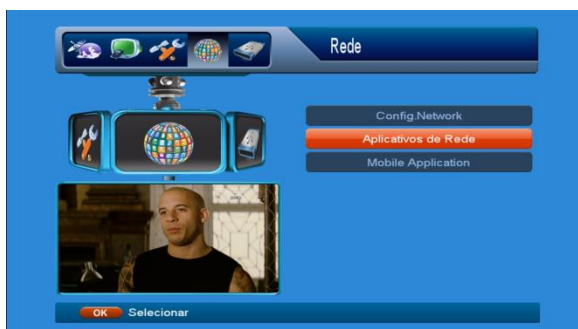 Rede
Config.Network
Aplicativos de Rede
Mobile Application
OK Selecionar